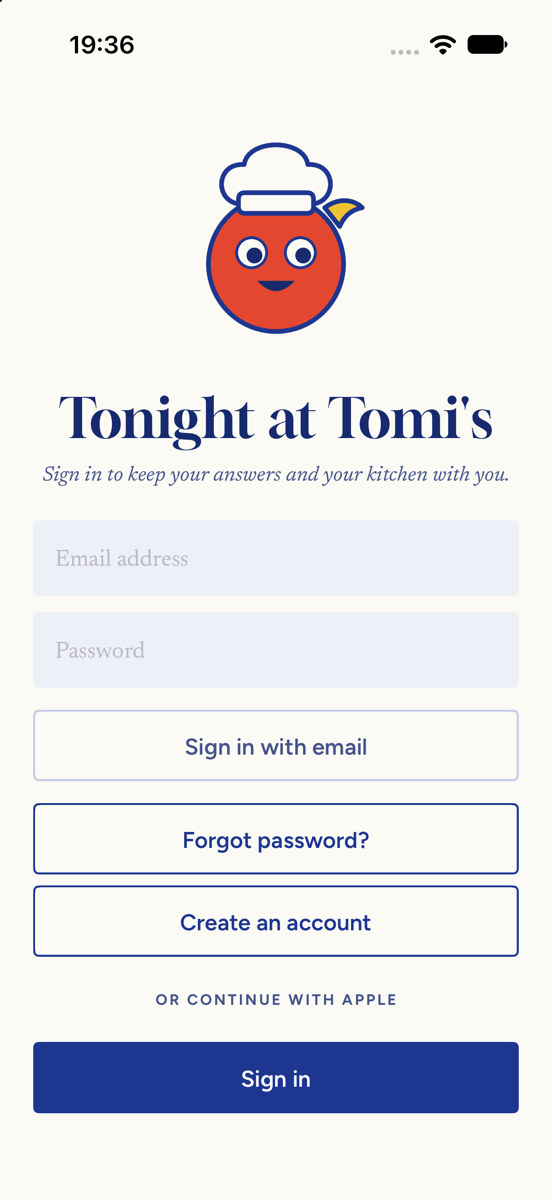 19:36
Tonight at Tomi's
Sign in to keep your answers and your kitchen with you.
Email address
Password
Sign in with email
Forgot password?
Create an account
OR CONTINUE WITH APPLE
Sign in